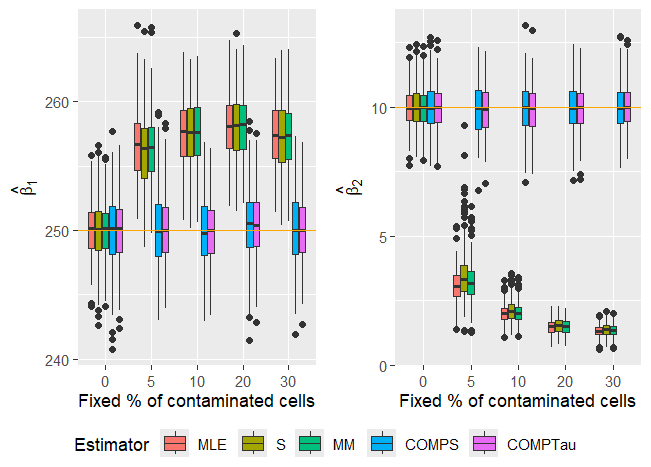 β̂1
260
250
240
0 5 10 20 30
Fixed % of contaminated cells
β̂2
10
5
0
0 5 10 20 30
Fixed % of contaminated cells
Estimator MLE S MM COMPS COMPTau